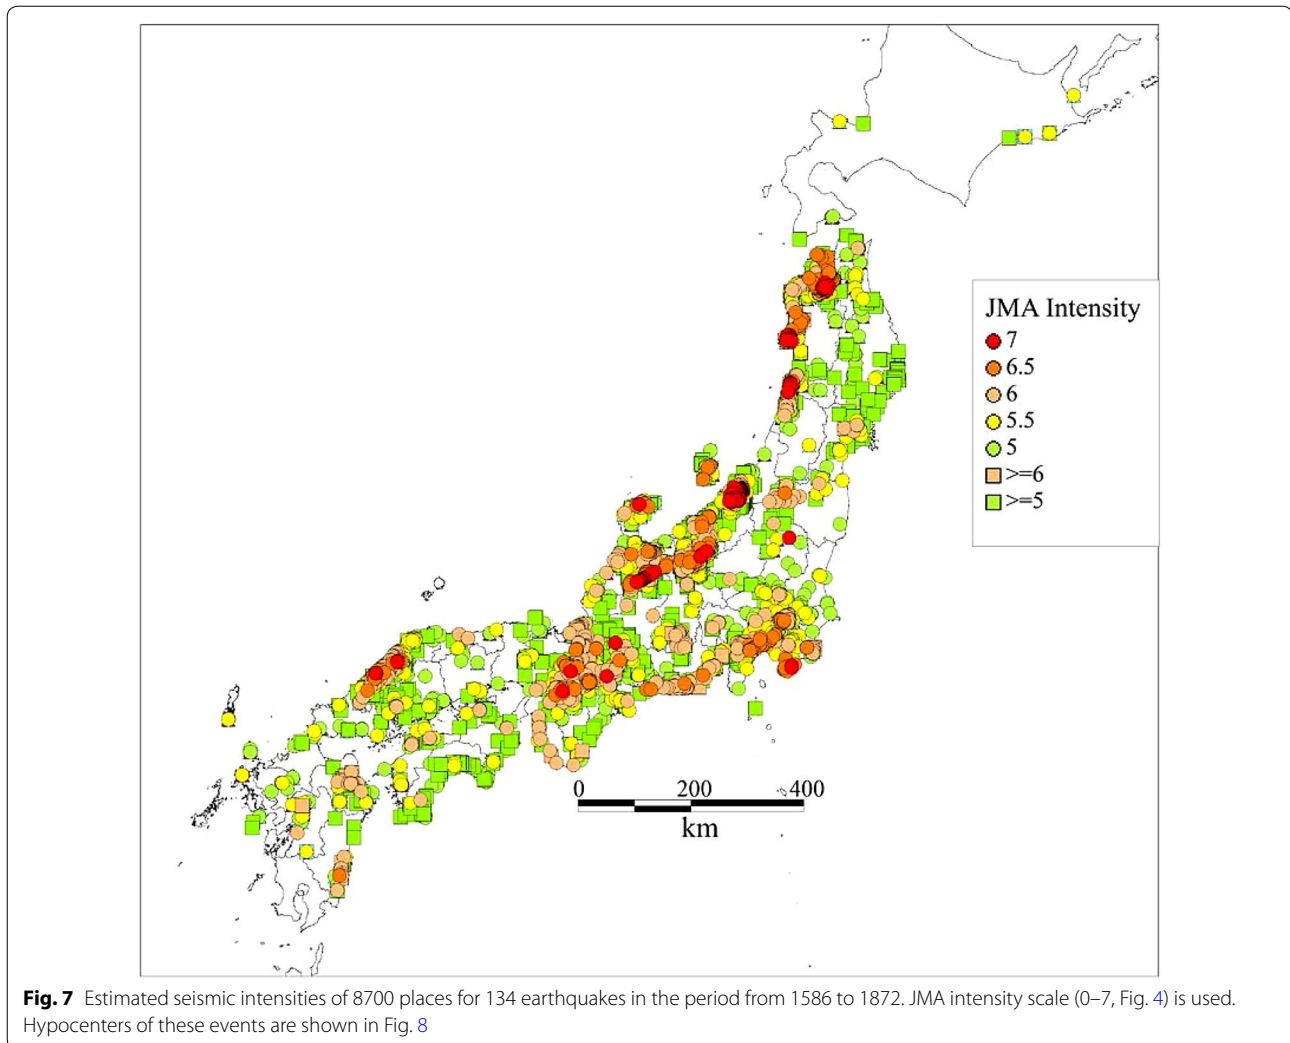 JMA Intensity
7
6.5
6
5.5
5
>=6
>=5
0 200 400
km
Fig. 7 Estimated seismic intensities of 8700 places for 134 earthquakes in the period from 1586 to 1872. JMA intensity scale (0–7, Fig. 4) is used.
Hypocenters of these events are shown in Fig. 8